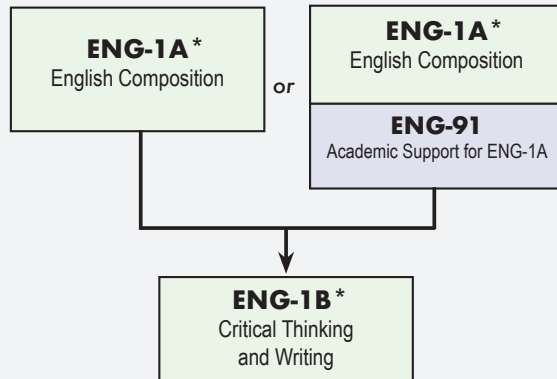 ENG-1A*
English Composition
or
ENG-1A*
English Composition
ENG-91
Academic Support for ENG-1A
ENG-1B*
Critical Thinking
and Writing